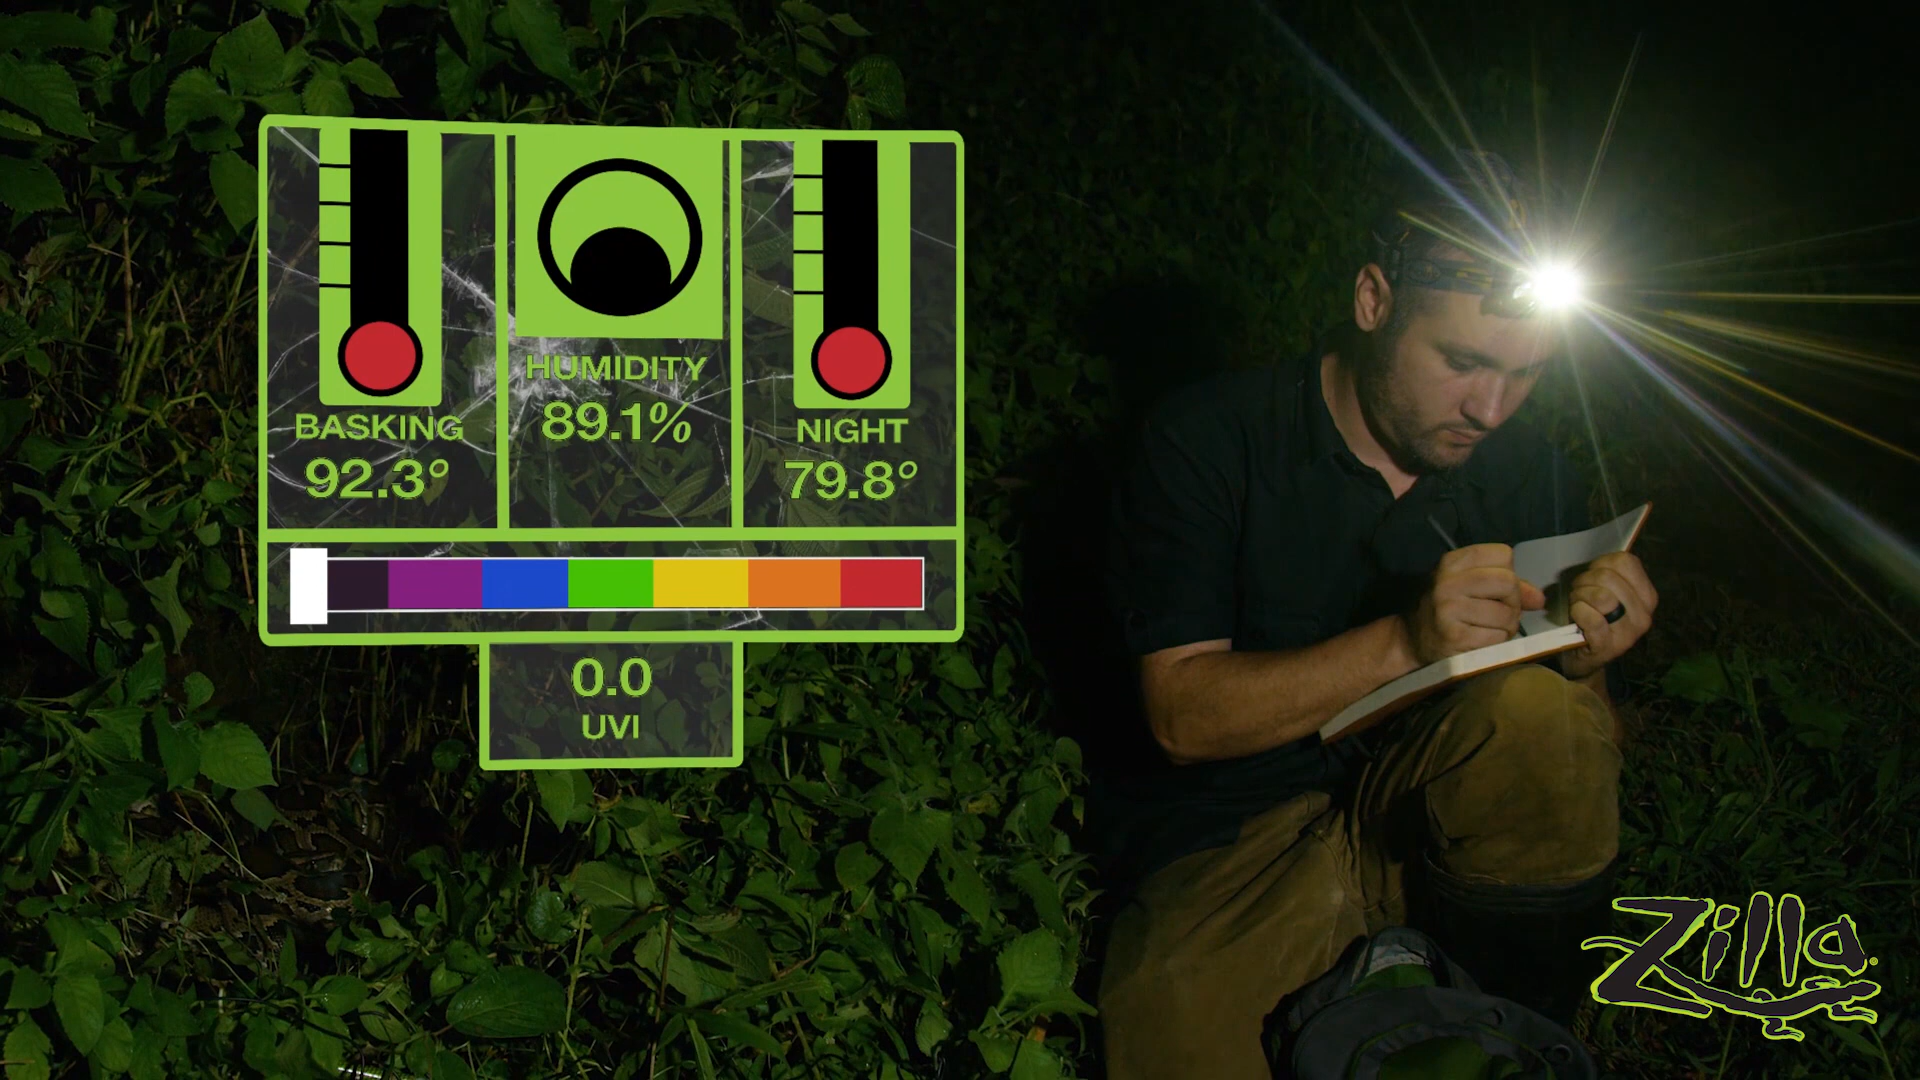 BASKING
92.3°
HUMIDITY
89.1%
NIGHT
79.8°
0.0
UVI
Zilla®